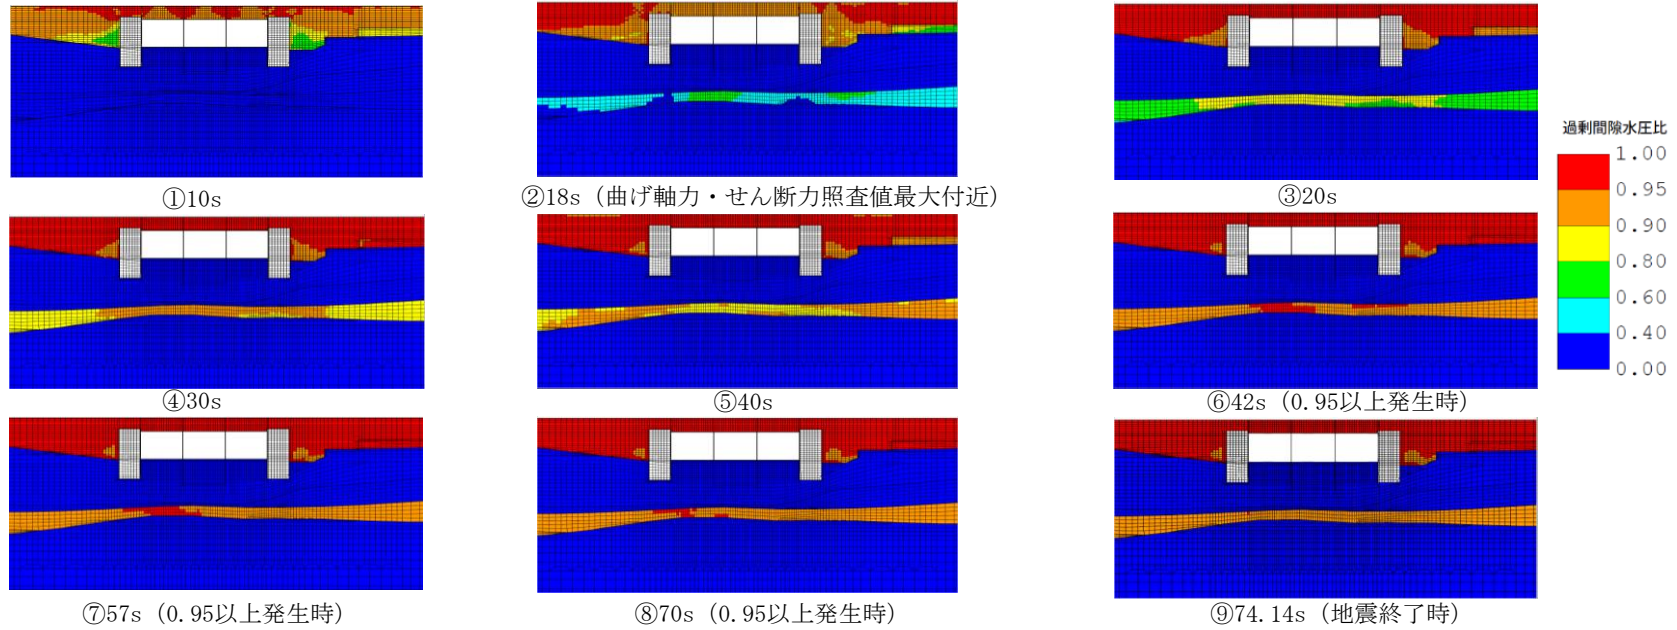 ①10s
②18s（曲げ軸力・せん断力照査値最大付近）
③20s
過剰間隙水圧比
1.00
0.95
0.90
0.80
0.60
0.40
0.00
④30s
⑤40s
⑥42s（0.95以上発生時）
⑦57s（0.95以上発生時）
⑧70s（0.95以上発生時）
⑨74.14s（地震終了時）